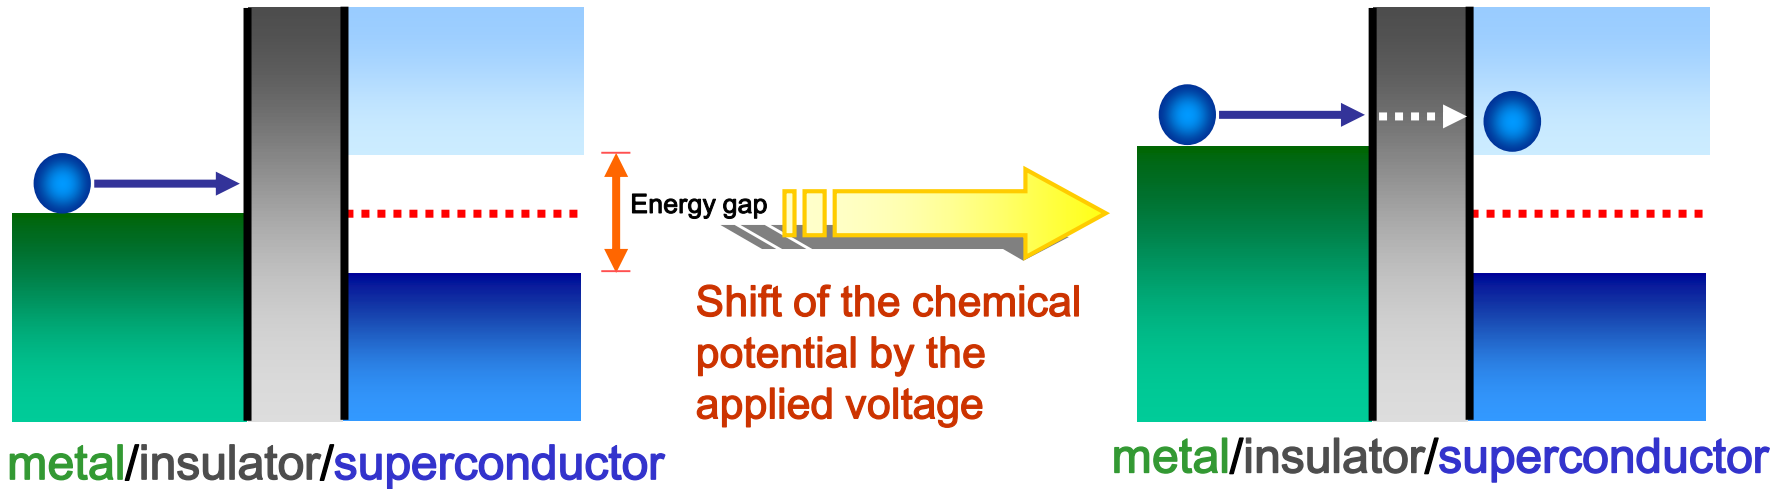 Energy gap
Shift of the chemical
potential by the
applied voltage
metal/insulator/superconductor
metal/insulator/superconductor